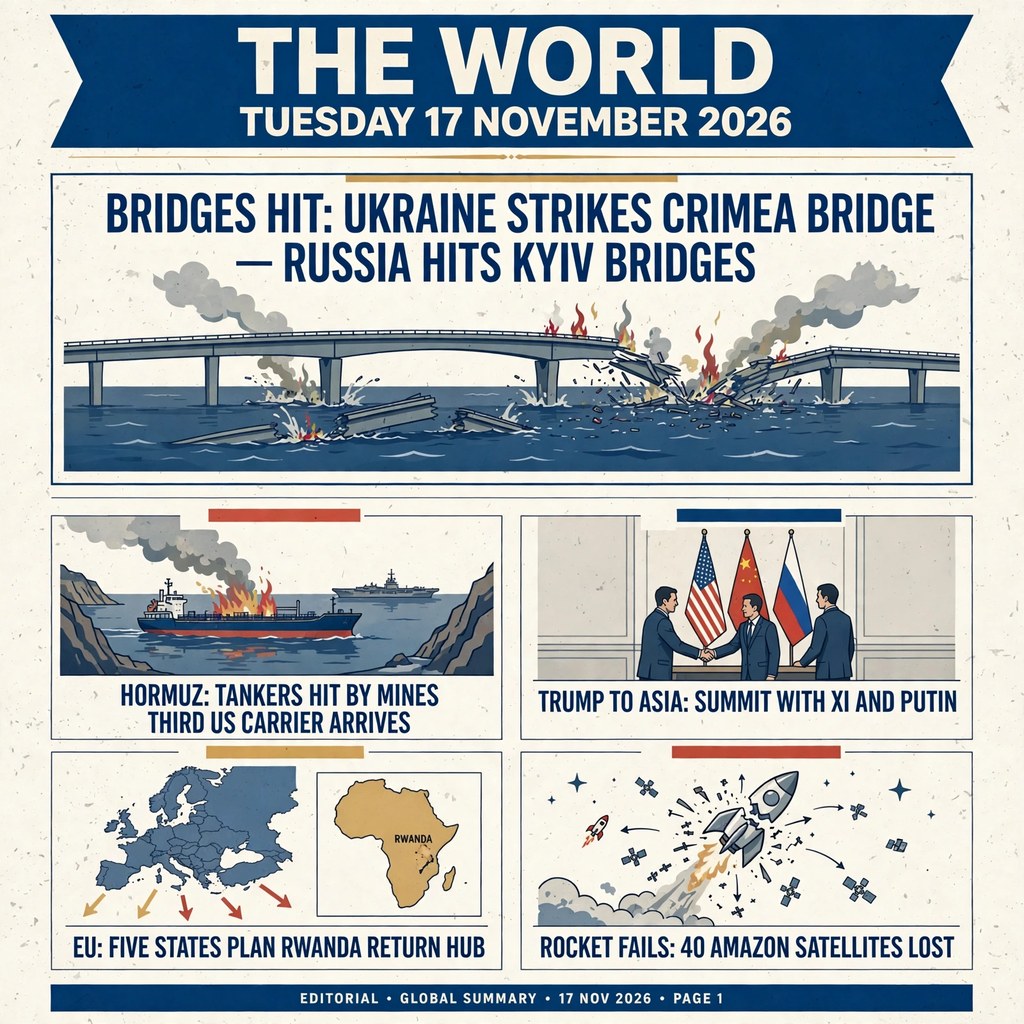 THE WORLD
TUESDAY 17 NOVEMBER 2026
BRIDGES HIT: UKRAINE STRIKES CRIMEA BRIDGE
— RUSSIA HITS KYIV BRIDGES
HORMUZ: TANKERS HIT BY MINES
THIRD US CARRIER ARRIVES
TRUMP TO ASIA: SUMMIT WITH XI AND PUTIN
RWANDA
EU: FIVE STATES PLAN RWANDA RETURN HUB
ROCKET FAILS: 40 AMAZON SATELLITES LOST
EDITORIAL • GLOBAL SUMMARY • 17 NOV 2026 • PAGE 1